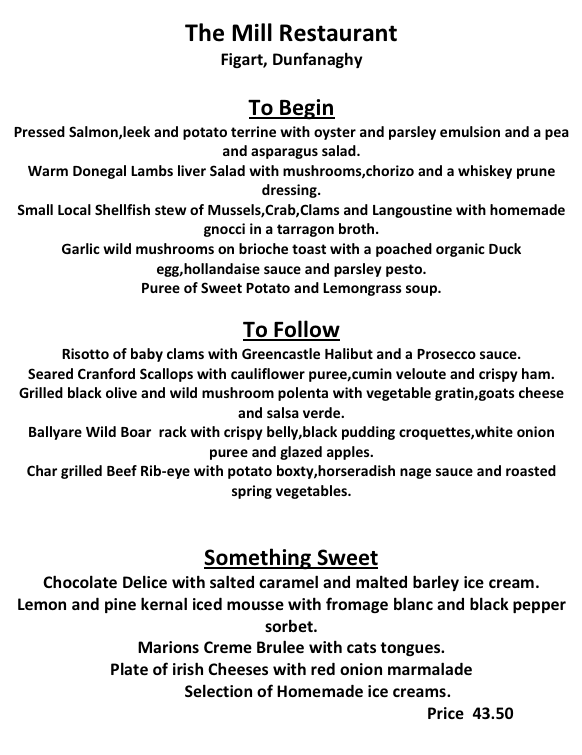 The Mill Restaurant
Figart, Dunfanaghy
To Begin
Pressed Salmon,leek and potato terrine with oyster and parsley emulsion and a pea
and asparagus salad.
Warm Donegal Lambs liver Salad with mushrooms,chorizo and a whiskey prune
dressing.
Small Local Shellfish stew of Mussels,Crab,Clams and Langoustine with homemade
gnocci in a tarragon broth.
Garlic wild mushrooms on brioche toast with a poached organic Duck
egg,hollandaise sauce and parsley pesto.
Puree of Sweet Potato and Lemongrass soup.
To Follow
Risotto of baby clams with Greencastle Halibut and a Prosecco sauce.
Seared Cranford Scallops with cauliflower puree,cumin veloute and crispy ham.
Grilled black olive and wild mushroom polenta with vegetable gratin,goats cheese
and salsa verde.
Ballyare Wild Boar  rack with crispy belly,black pudding croquettes,white onion
puree and glazed apples.
Char grilled Beef Rib-eye with potato boxty,horseradish nage sauce and roasted
spring vegetables.
Something Sweet
Chocolate Delice with salted caramel and malted barley ice cream.
Lemon and pine kernal iced mousse with fromage blanc and black pepper
sorbet.
Marions Creme Brulee with cats tongues.
Plate of irish Cheeses with red onion marmalade
Selection of Homemade ice creams.
Price  43.50